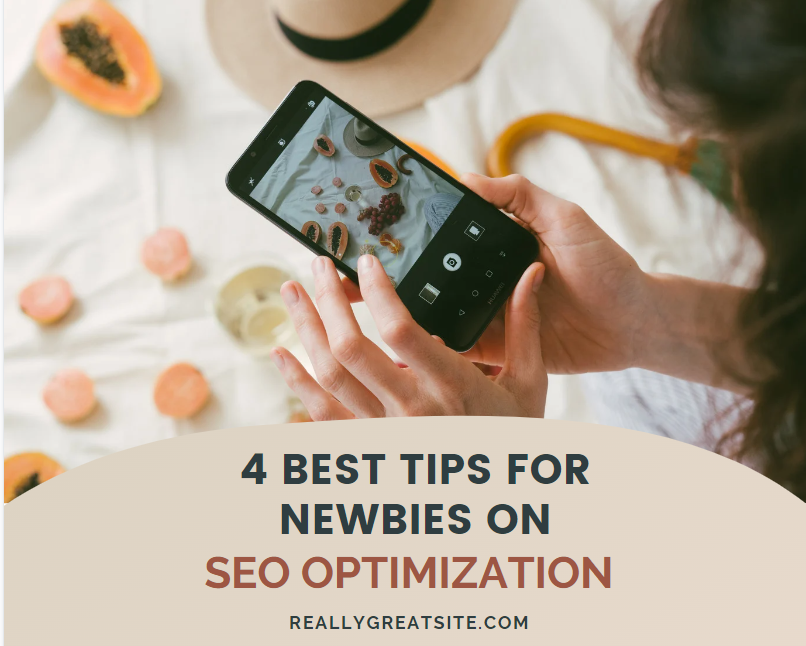 4 BEST TIPS FOR
NEWBIES ON
SEO OPTIMIZATION
REALLYGREATSITE.COM